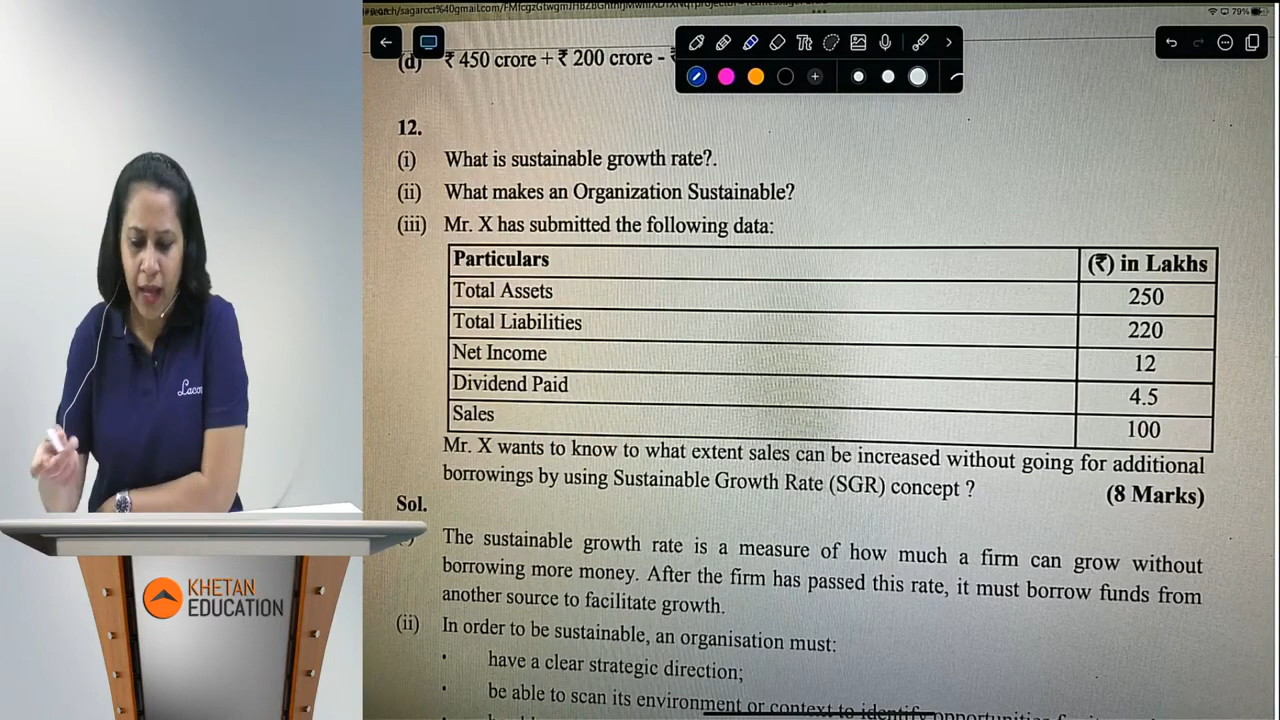 79%
(d) ₹ 450 crore + ₹ 200 crore -
12.
(i) What is sustainable growth rate?.
(ii) What makes an Organization Sustainable?
(iii) Mr. X has submitted the following data:
Particulars (₹) in Lakhs
Total Assets 250
Total Liabilities 220
Net Income 12
Dividend Paid 4.5
Sales 100
Mr. X wants to know to what extent sales can be increased without going for additional
borrowings by using Sustainable Growth Rate (SGR) concept ? (8 Marks)
Sol.
The sustainable growth rate is a measure of how much a firm can grow without
borrowing more money. After the firm has passed this rate, it must borrow funds from
another source to facilitate growth.
(ii) In order to be sustainable, an organisation must:
• have a clear strategic direction;
• be able to scan its environment or context to identify opportunities
Lacou
KHETAN
EDUCATION